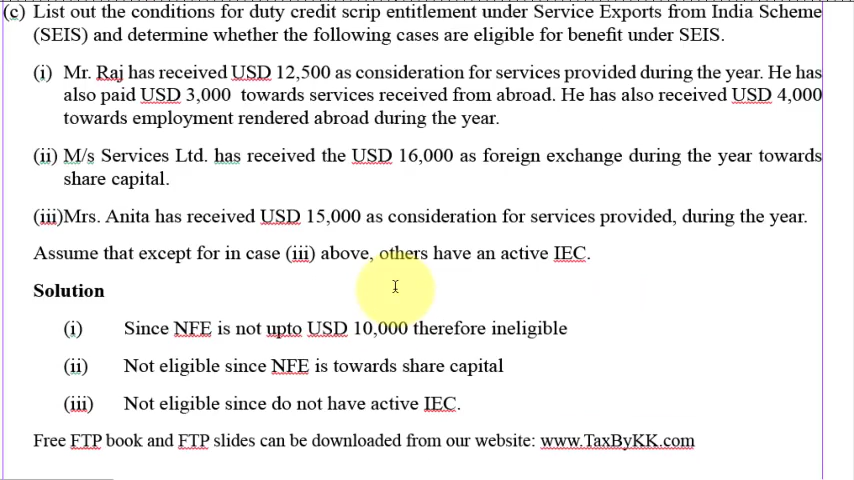 (c) List out the conditions for duty credit scrip entitlement under Service Exports from India Scheme
(SEIS) and determine whether the following cases are eligible for benefit under SEIS.
(i) Mr. Raj has received USD 12,500 as consideration for services provided during the year. He has
also paid USD 3,000 towards services received from abroad. He has also received USD 4,000
towards employment rendered abroad during the year.
(ii) M/s Services Ltd. has received the USD 16,000 as foreign exchange during the year towards
share capital.
(iii)Mrs. Anita has received USD 15,000 as consideration for services provided, during the year.
Assume that except for in case (iii) above, others have an active IEC.
Solution
(i) Since NFE is not upto USD 10,000 therefore ineligible
(ii) Not eligible since NFE is towards share capital
(iii) Not eligible since do not have active IEC.
Free FTP book and FTP slides can be downloaded from our website: www.TaxByKK.com